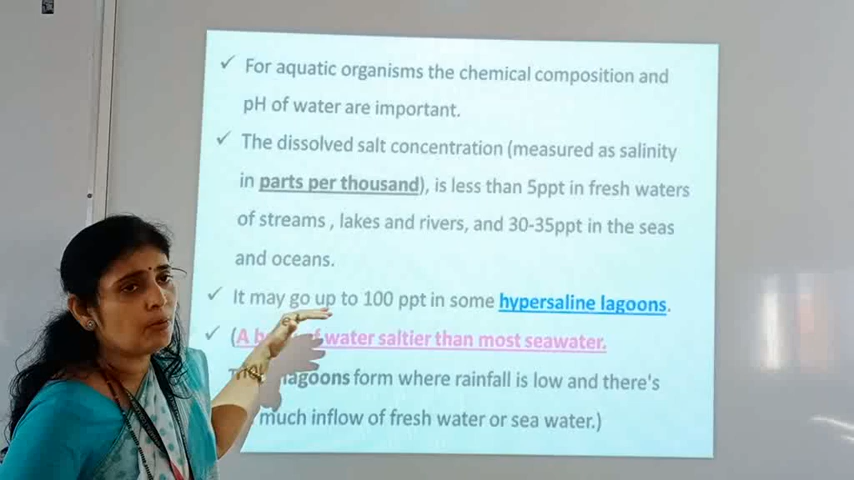 ✓ For aquatic organisms the chemical composition and
pH of water are important.
✓ The dissolved salt concentration (measured as salinity
in parts per thousand), is less than 5ppt in fresh waters
of streams , lakes and rivers, and 30-35ppt in the seas
and oceans.
✓ It may go up to 100 ppt in some hypersaline lagoons.
✓ (A of water saltier than most seawater.
lagoons form where rainfall is low and there's
much inflow of fresh water or sea water.)